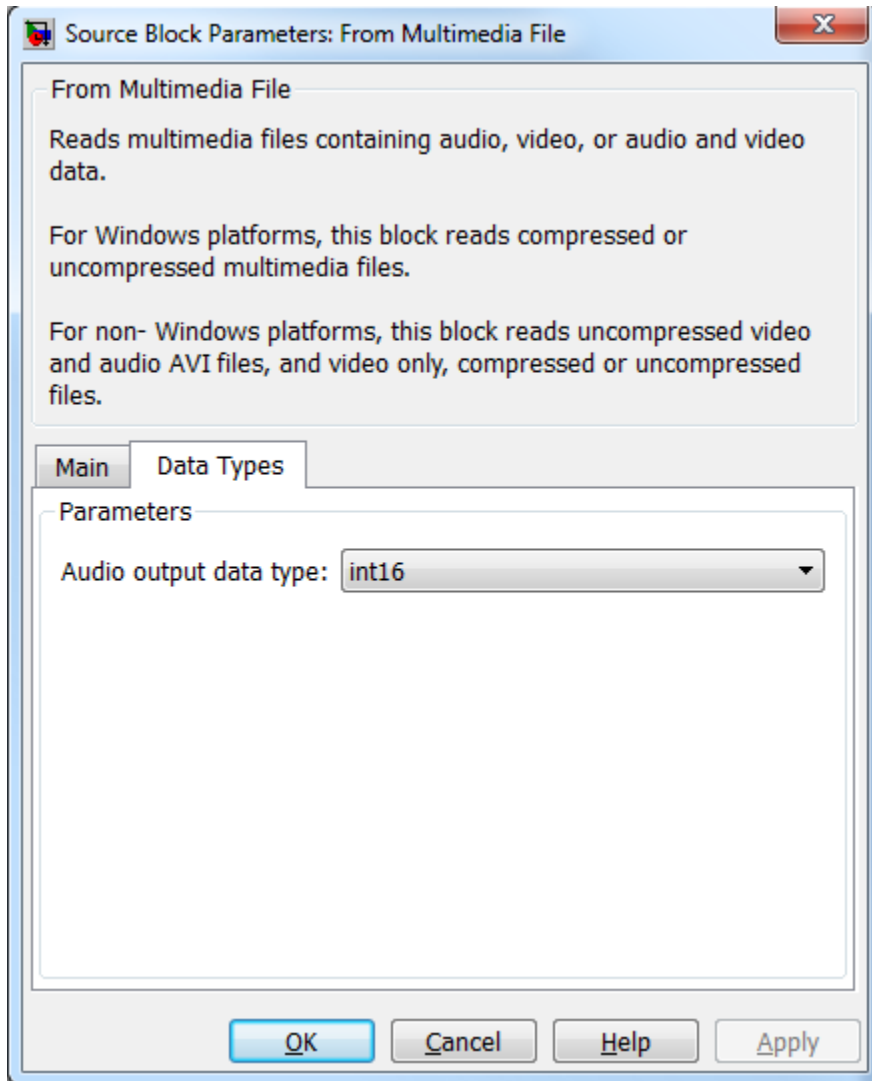 Source Block Parameters: From Multimedia File
From Multimedia File
Reads multimedia files containing audio, video, or audio and video
data.
For Windows platforms, this block reads compressed or
uncompressed multimedia files.
For non- Windows platforms, this block reads uncompressed video
and audio AVI files, and video only, compressed or uncompressed
files.
Main Data Types
Parameters
Audio output data type: int16
OK Cancel Help Apply